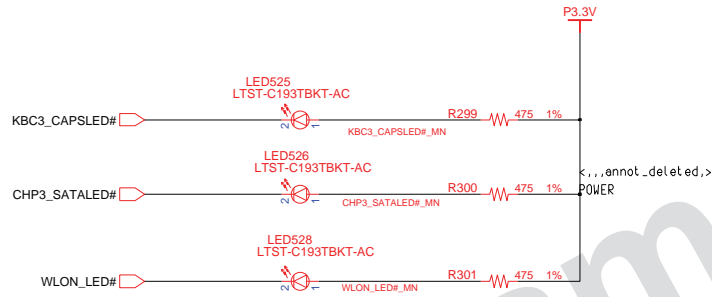 P3.3V
LED525
LTST-C193TBKT-AC
KBC3_CAPSLED#
2
1
KBC3_CAPSLED#_MN
R299
475
1%
LED526
LTST-C193TBKT-AC
<,,,annot_deleted,>
POWER
CHP3_SATALED#
2
1
CHP3_SATALED#_MN
R300
475
1%
LED528
LTST-C193TBKT-AC
WLON_LED#
2
1
WLON_LED#_MN
R301
475
1%